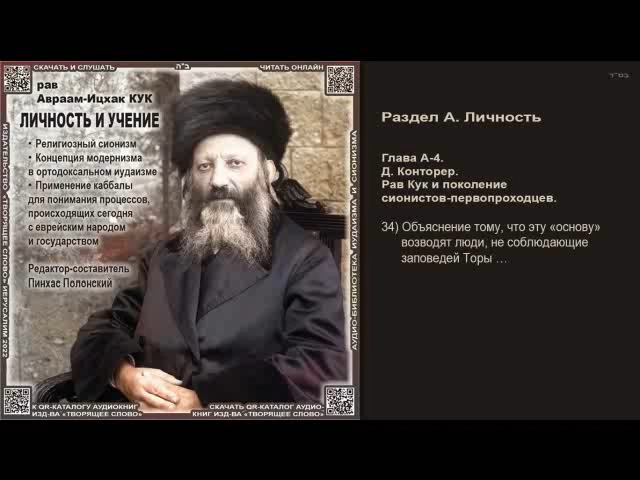 СКАЧАТЬ И СЛУШАТЬ
ב"ה
ЧИТАТЬ ОНЛАЙН
рав
Авраам-Ицхак КУК
ЛИЧНОСТЬ И УЧЕНИЕ
• Религиозный сионизм
• Концепция модернизма
в ортодоксальном иудаизме
• Применение каббалы
для понимания процессов,
происходящих сегодня
с еврейским народом
и государством
Редактор-составитель
Пинхас Полонский
ИЗДАТЕЛЬСТВО «ТВОРЯЩЕЕ СЛОВО» ИЕРУСАЛИМ 2022
АУДИО-БИБЛИОТЕКА ИУДАИЗМА И СИОНИЗМА
К QR-КАТАЛОГУ АУДИОКНИГ
ИЗД-ВА «ТВОРЯЩЕЕ СЛОВО»
СКАЧАТЬ QR-КАТАЛОГ АУДИО-
КНИГ ИЗД-ВА «ТВОРЯЩЕЕ СЛОВО»
בס"ד
Раздел А. Личность
Глава А-4.
Д. Конторер.
Рав Кук и поколение
сионистов-первопроходцев.
34) Объяснение тому, что эту «основу»
возводят люди, не соблюдающие
заповедей Торы ...